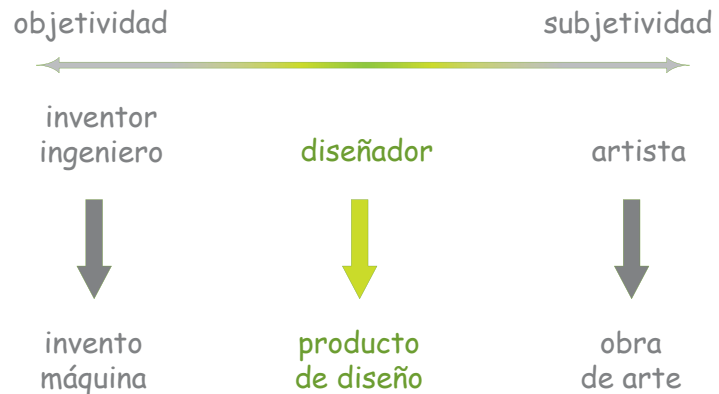 objetividad
subjetividad
inventor
ingeniero
diseñador
artista
invento
máquina
producto
de diseño
obra
de arte